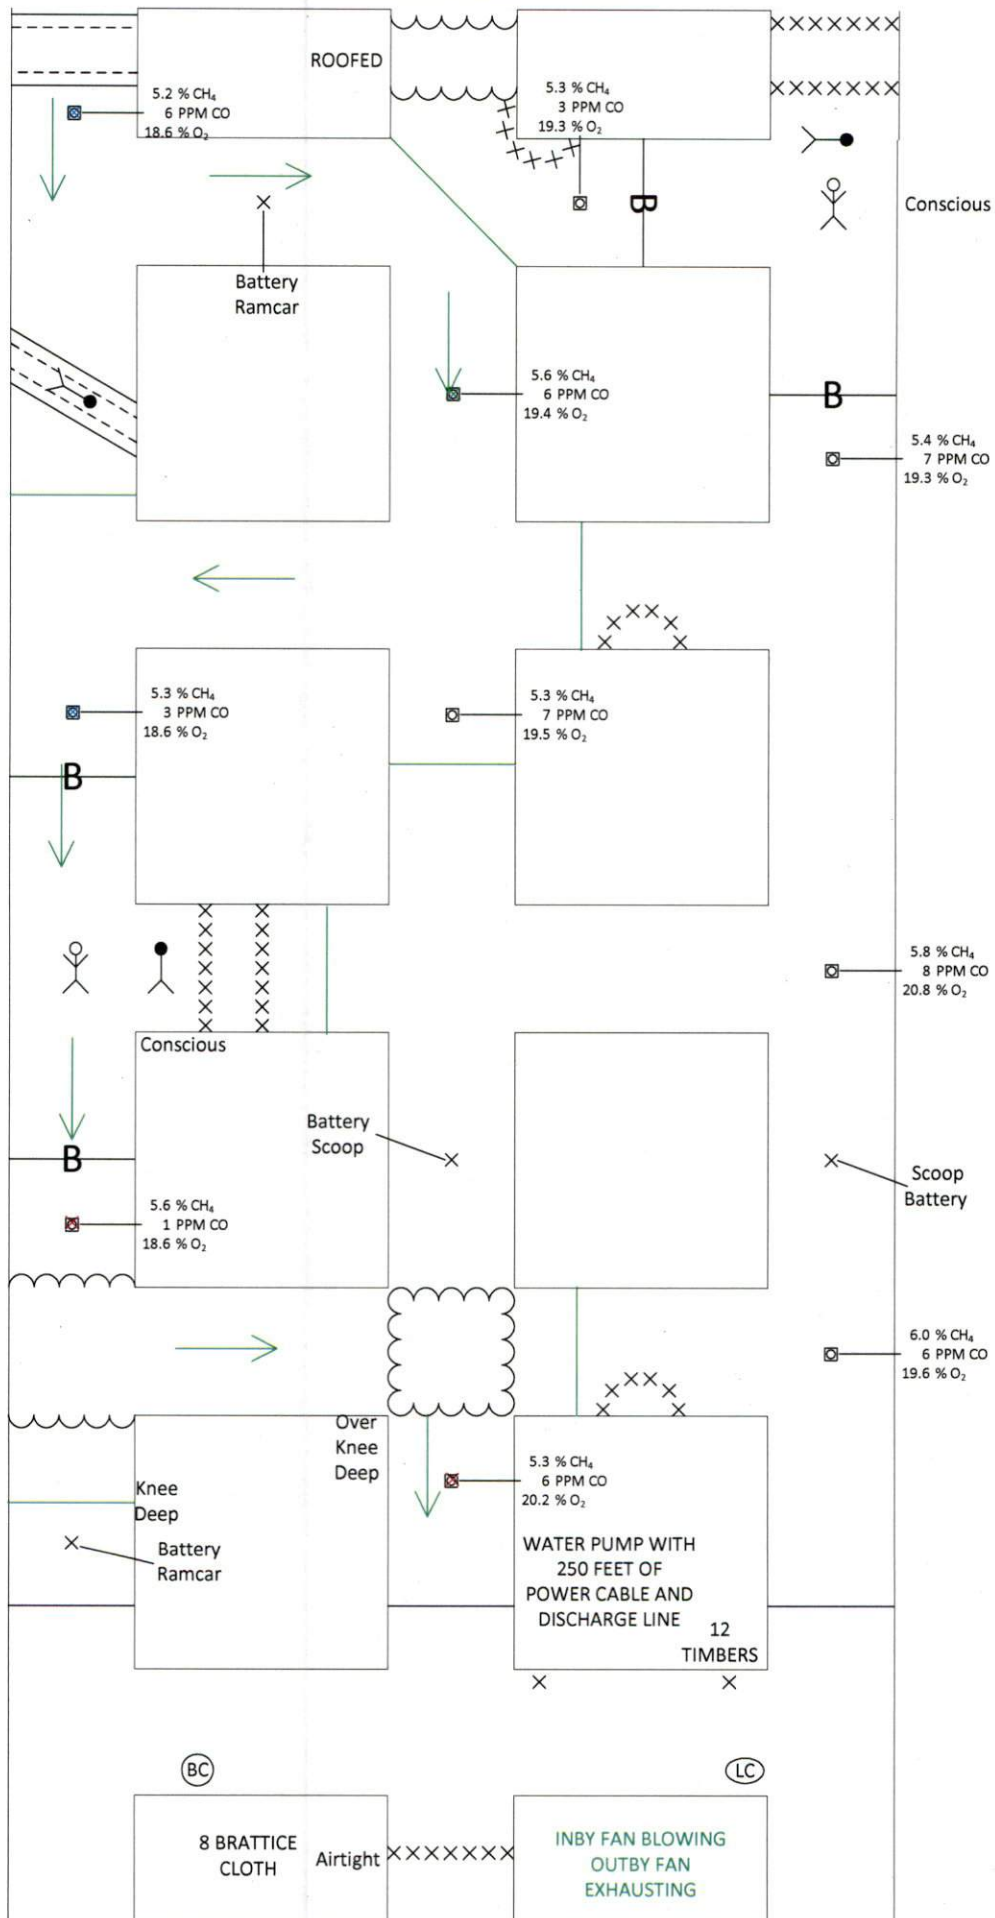 ROOFED
5.2 % CH₄
6 PPM CO
18.6 % O₂
5.3 % CH₄
3 PPM CO
19.3 % O₂
B
Conscious
Battery
Ramcar
5.6 % CH₄
6 PPM CO
19.4 % O₂
B
5.4 % CH₄
7 PPM CO
19.3 % O₂
5.3 % CH₄
3 PPM CO
18.6 % O₂
5.3 % CH₄
7 PPM CO
19.5 % O₂
B
5.8 % CH₄
8 PPM CO
20.8 % O₂
Conscious
Battery
Scoop
B
Scoop
Battery
5.6 % CH₄
1 PPM CO
18.6 % O₂
6.0 % CH₄
6 PPM CO
19.6 % O₂
Over
Knee
Deep
5.3 % CH₄
6 PPM CO
20.2 % O₂
Knee
Deep
Battery
Ramcar
WATER PUMP WITH
250 FEET OF
POWER CABLE AND
DISCHARGE LINE
12
TIMBERS
BC
LC
8 BRATTICE
CLOTH
Airtight
INBY FAN BLOWING
OUTBY FAN
EXHAUSTING